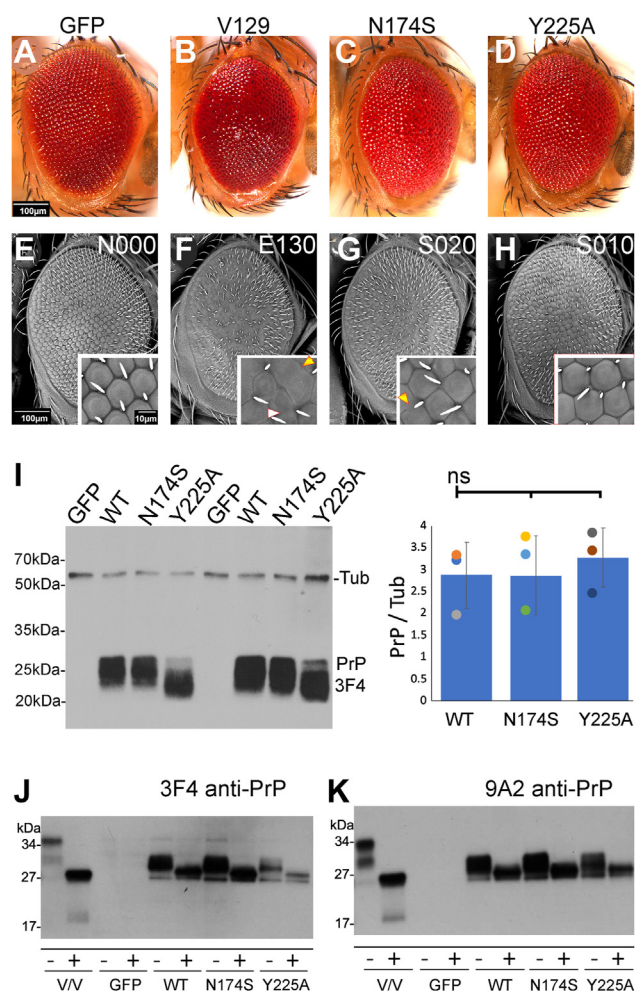 GFP V129 N174S Y225A
A B C D
100µm
E N000 F E130 G S020 H S010
100µm 10µm
I
GFP WT N174S Y225A GFP WT N174S Y225A
70kDa-
50kDa-
35kDa-
25kDa-
20kDa-
-Tub
PrP
3F4
ns
PrP / Tub
4
3.5
3
2.5
2
1.5
1
0.5
0
WT N174S Y225A
J 3F4 anti-PrP
kDa
34-
27-
17-
- + - + - + - + - +
V/V GFP WT N174S Y225A
K 9A2 anti-PrP
kDa
34-
27-
17-
- + - + - + - + - +
V/V GFP WT N174S Y225A